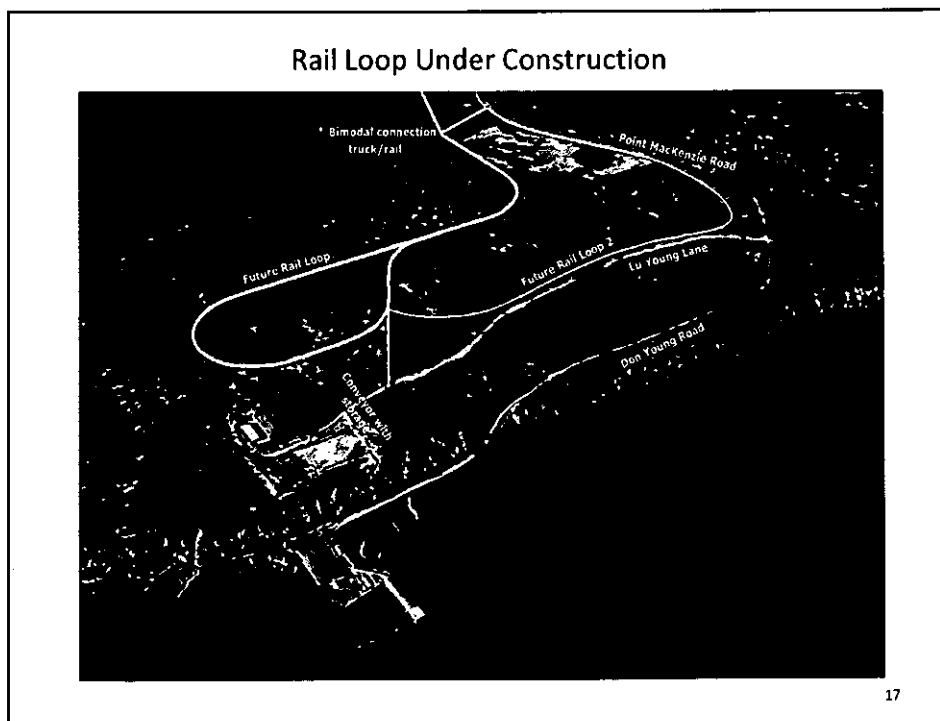 Rail Loop Under Construction
* Bimodal connection
truck/rail
Point MacKenzie Road
Future Rail Loop
Future Rail Loop 2
Lu Young Lane
Don Young Road
Conveyor with
storage
17